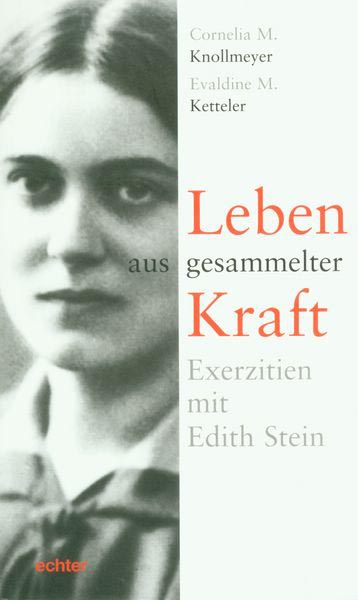 Cornelia M.
Knollmeyer
Evaldine M.
Ketteler
Leben
aus gesammelter
Kraft
Exerzitien
mit
Edith Stein
echter